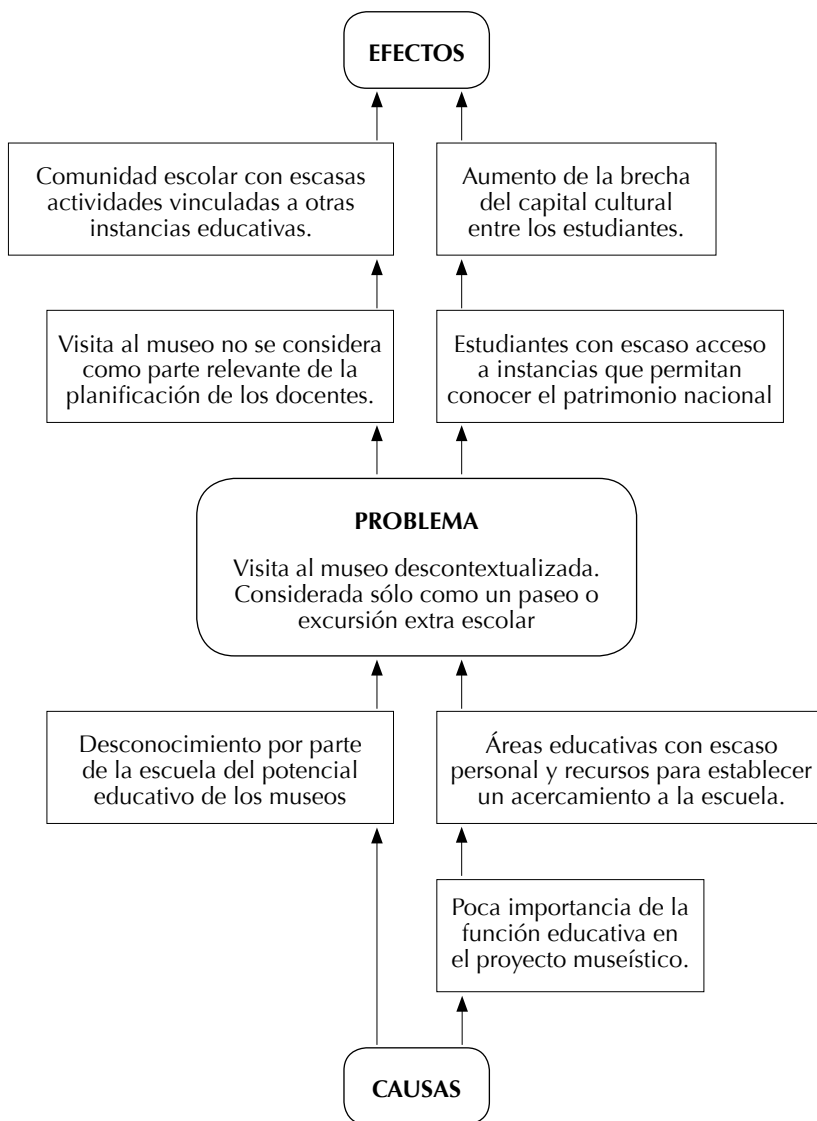 EFECTOS
Comunidad escolar con escasas
actividades vinculadas a otras
instancias educativas.
Aumento de la brecha
del capital cultural
entre los estudiantes.
Visita al museo no se considera
como parte relevante de la
planificación de los docentes.
Estudiantes con escaso acceso
a instancias que permitan
conocer el patrimonio nacional
PROBLEMA
Visita al museo descontextualizada.
Considerada sólo como un paseo o
excursión extra escolar
Desconocimiento por parte
de la escuela del potencial
educativo de los museos
Áreas educativas con escaso
personal y recursos para establecer
un acercamiento a la escuela.
Poca importancia de la
función educativa en
el proyecto museístico.
CAUSAS